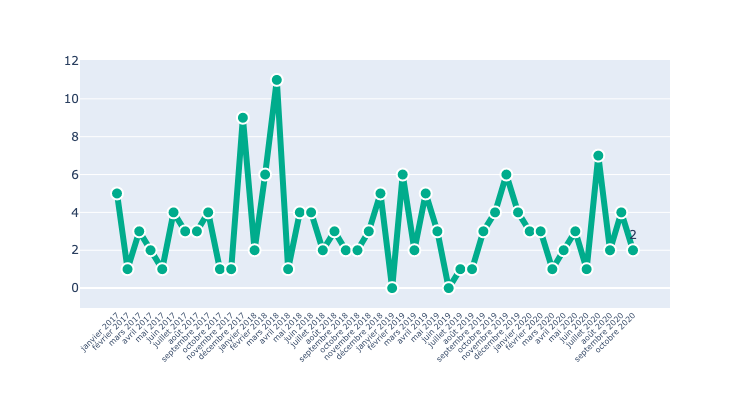 12
10
8
6
4
2
0
2
janvier 2017
février 2017
mars 2017
avril 2017
mai 2017
juin 2017
juillet 2017
août 2017
septembre 2017
octobre 2017
novembre 2017
décembre 2017
janvier 2018
février 2018
mars 2018
avril 2018
mai 2018
juin 2018
juillet 2018
août 2018
septembre 2018
octobre 2018
novembre 2018
décembre 2018
janvier 2019
février 2019
mars 2019
avril 2019
mai 2019
juin 2019
juillet 2019
août 2019
septembre 2019
octobre 2019
novembre 2019
décembre 2019
janvier 2020
février 2020
mars 2020
avril 2020
mai 2020
juin 2020
juillet 2020
août 2020
septembre 2020
octobre 2020